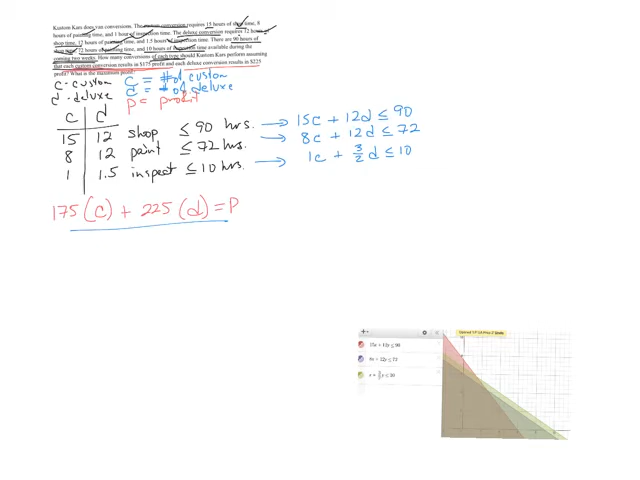 Kustom Kars does van conversions. The custom conversion requires 15 hours of shop time, 8
hours of painting time, and 1 hour of inspection time. The deluxe conversion requires 12 hours of
shop time, 12 hours of painting time, and 1.5 hours of inspection time. There are 90 hours of
shop time, 72 hours of painting time, and 10 hours of inspection time available during the
coming two weeks. How many conversions of each type should Kustom Kars perform assuming
that each custom conversion results in $175 profit and each deluxe conversion results in $225
profit? What is the maximum profit?
c - custom
d - deluxe
C = # of custom
d = # of deluxe
P = profit
C d
15 12 shop ≤ 90 hrs. → 15c + 12d ≤ 90
8 12 paint ≤ 72 hrs. → 8c + 12d ≤ 72
1 1.5 inspect ≤ 10 hrs. → 1c + 3/2 d ≤ 10
175 (c) + 225 (d) = P
15x + 12y ≤ 90
8x + 12y ≤ 72